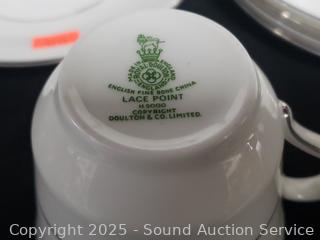 MADE IN ENGLAND
ROYAL DOULTON
ENGLISH FINE BONE CHINA
LACE POINT
H.5000
COPYRIGHT
DOULTON & CO. LIMITED.
Copyright 2025 - Sound Auction Service